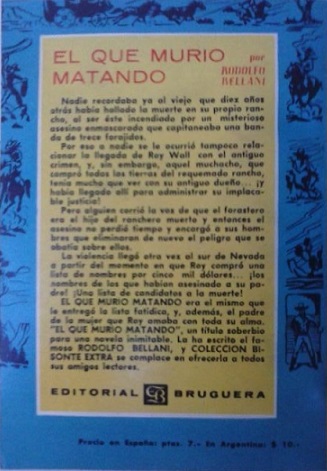 EL QUE MURIO
MATANDO
por
RODOLFO
BELLANI
Nadie recordaba ya al viejo que diez años
atrás había hallado la muerte en su propio ran-
cho, al ser éste incendiado por un misterioso
asesino enmascarado que capitaneaba una ban-
da de trece forajidos.
Por eso a nadie se le ocurrió tampoco rela-
cionar la llegada de Roy Wall con el antiguo
crimen, y, sin embargo, aquel muchacho, que
compró todas las tierras del requemado rancho,
tenía mucho que ver con su antiguo dueño... ¡y
había llegado allí para administrar su implaca-
ble justicia!
Pero alguien corrió la voz de que el forastero
era el hijo del ranchero muerto y entonces el
asesino no perdió tiempo y encargó a sus hom-
bres que eliminaran de nuevo el peligro que se
abatía sobre ellos.
La violencia llegó otra vez al sur de Nevada
a partir del momento en que Roy compró una
lista de nombres por cinco mil dólares... ¡los
nombres de los que habían asesinado a su pa-
dre! ¡Una lista de candidatos a la muerte!
EL QUE MURIO MATANDO era el mismo que
le entregó la lista fatídica, y, además, el padre
de la mujer que Roy amaba con toda su alma.
"EL QUE MURIO MATANDO", un título soberbio
para una novela inimitable. La ha escrito el fa-
moso RODOLFO BELLANI, y COLECCION BI-
SONTE EXTRA se complace en ofrecerla a todos
sus amigos lectores.
EDITORIAL B BRUGUERA
Precio en España: ptas. 7.- En Argentina: $ 10.-